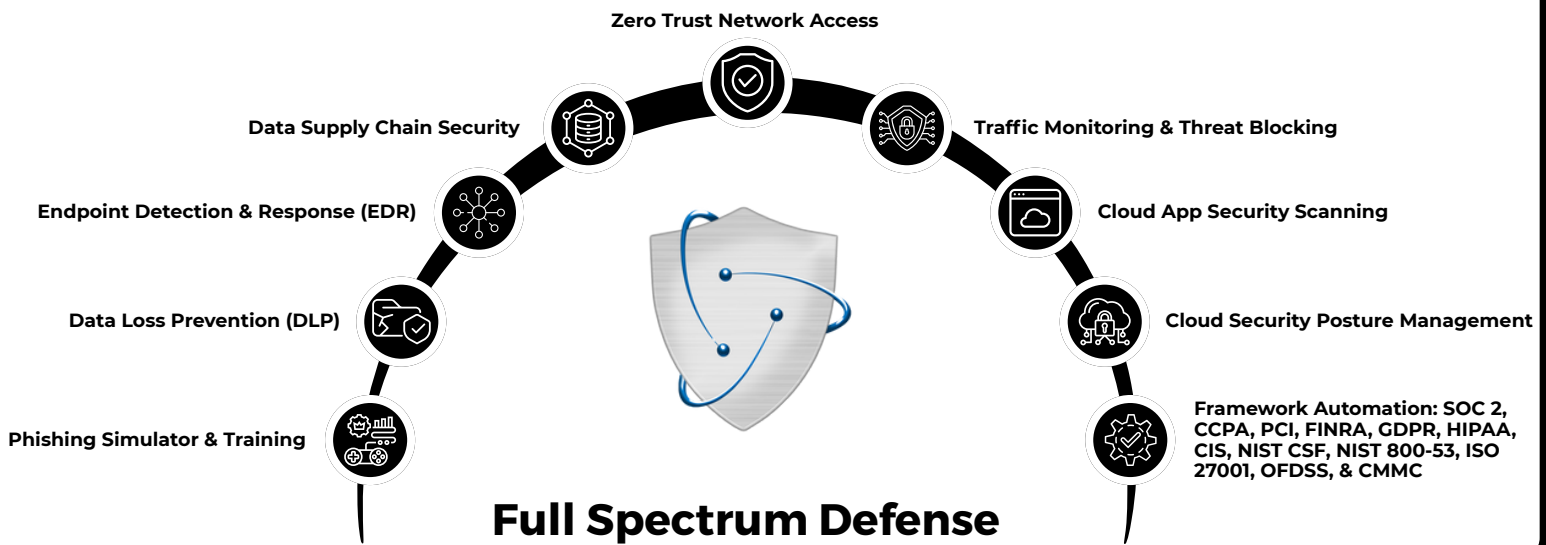 Zero Trust Network Access
Data Supply Chain Security
Traffic Monitoring & Threat Blocking
Endpoint Detection & Response (EDR)
Cloud App Security Scanning
Data Loss Prevention (DLP)
Cloud Security Posture Management
Phishing Simulator & Training
Framework Automation: SOC 2,
CCPA, PCI, FINRA, GDPR, HIPAA,
CIS, NIST CSF, NIST 800-53, ISO
27001, OFDSS, & CMMC
Full Spectrum Defense